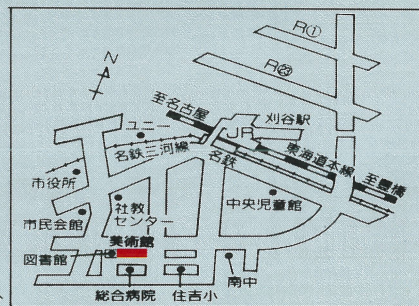 R①
R㉓
N
至名古屋
刈谷駅
ユニー
JR
名鉄三河線
東海道本線
名鉄
至豊橋
市役所
社教
センター
中央児童館
市民会館
美術館
図書館
総合病院
住吉小
南中